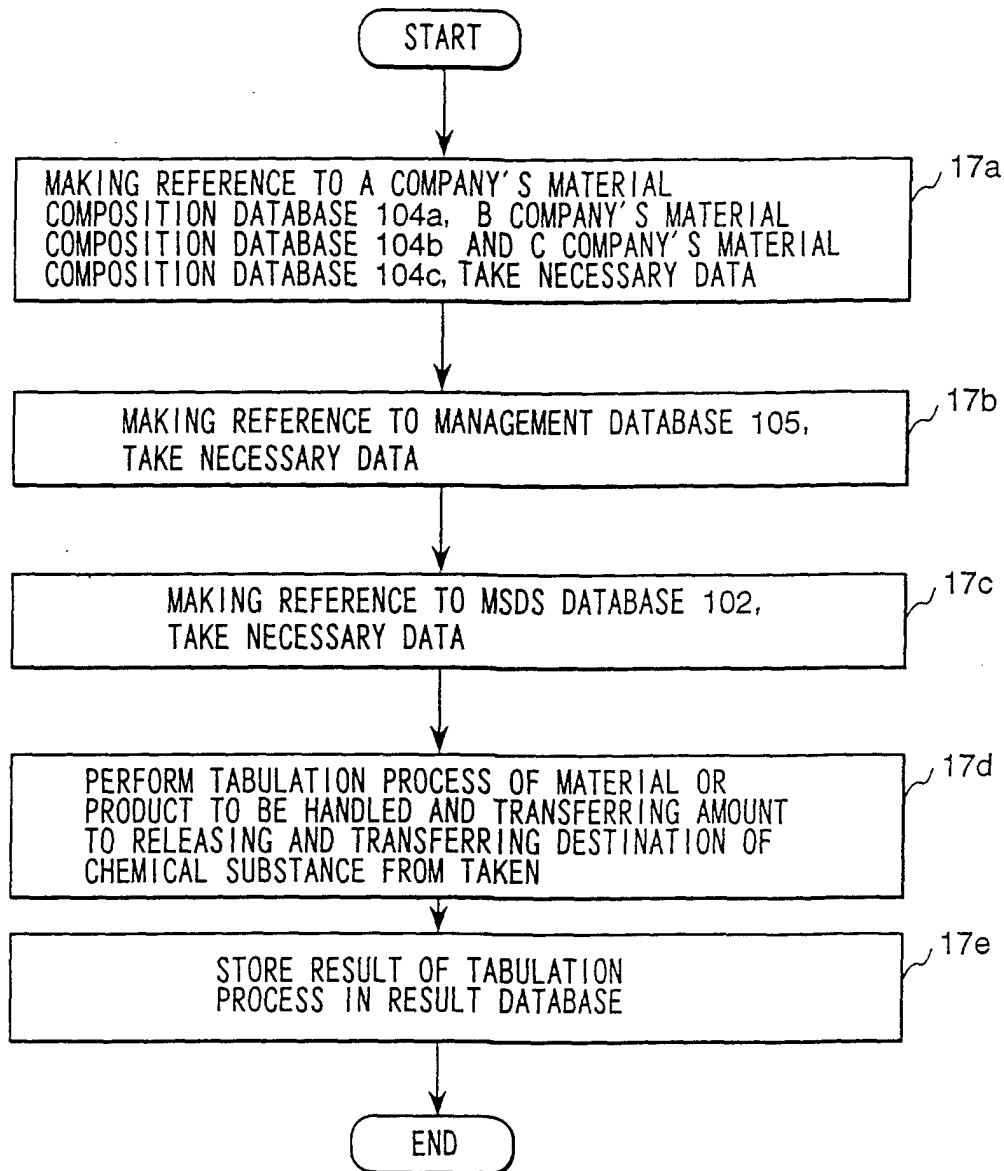 START
17a
MAKING REFERENCE TO A COMPANY'S MATERIAL
COMPOSITION DATABASE 104a, B COMPANY'S MATERIAL
COMPOSITION DATABASE 104b AND C COMPANY'S MATERIAL
COMPOSITION DATABASE 104c, TAKE NECESSARY DATA
17b
MAKING REFERENCE TO MANAGEMENT DATABASE 105,
TAKE NECESSARY DATA
17c
MAKING REFERENCE TO MSDS DATABASE 102,
TAKE NECESSARY DATA
17d
PERFORM TABULATION PROCESS OF MATERIAL OR
PRODUCT TO BE HANDLED AND TRANSFERRING AMOUNT
TO RELEASING AND TRANSFERRING DESTINATION OF
CHEMICAL SUBSTANCE FROM TAKEN
17e
STORE RESULT OF TABULATION
PROCESS IN RESULT DATABASE
END